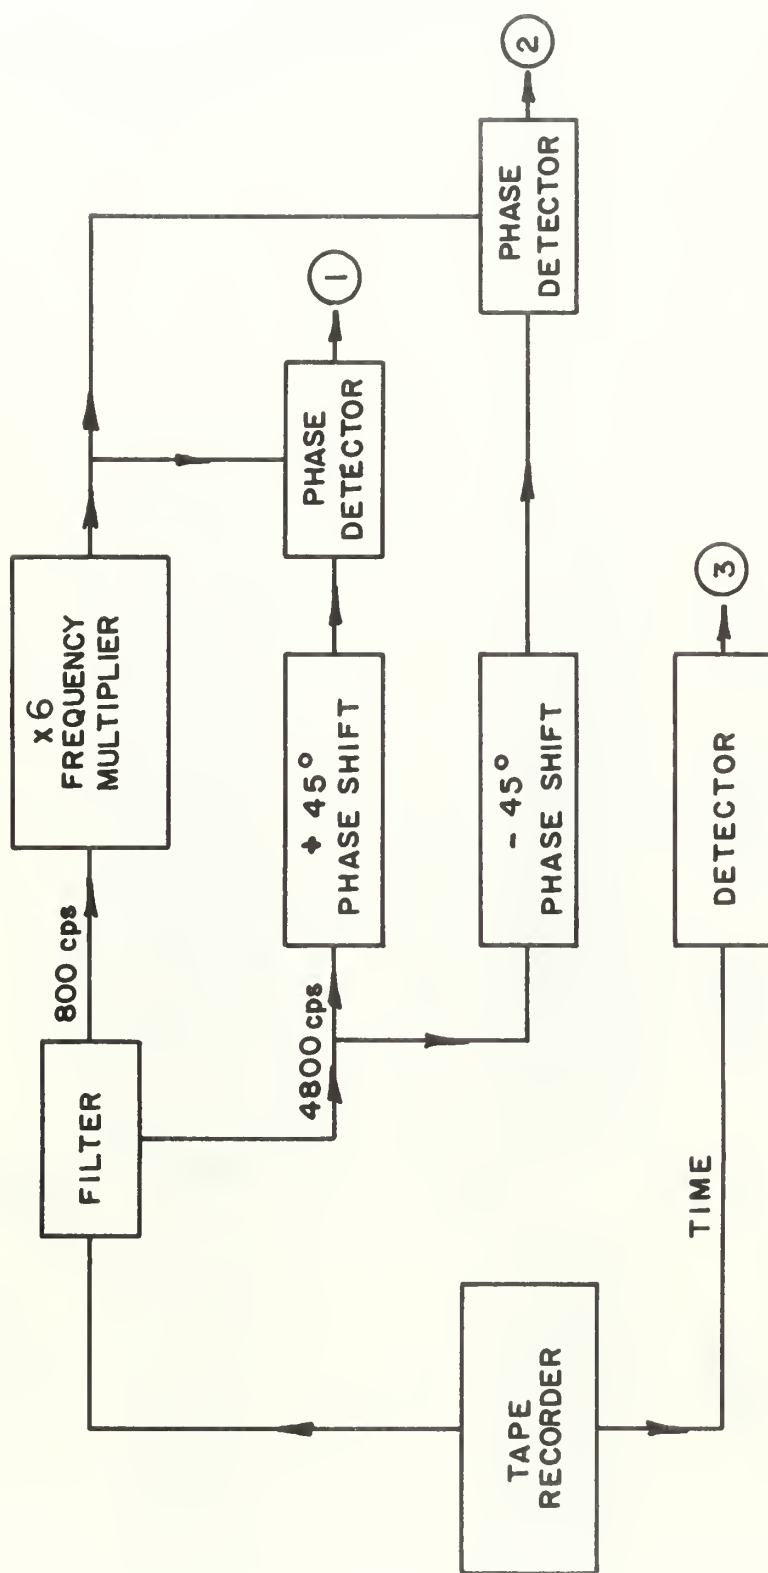 TAPE
RECORDER
FILTER
800 cps
x6
FREQUENCY
MULTIPLIER
4800 cps
+ 45°
PHASE SHIFT
PHASE
DETECTOR
1
- 45°
PHASE SHIFT
PHASE
DETECTOR
2
TIME
DETECTOR
3